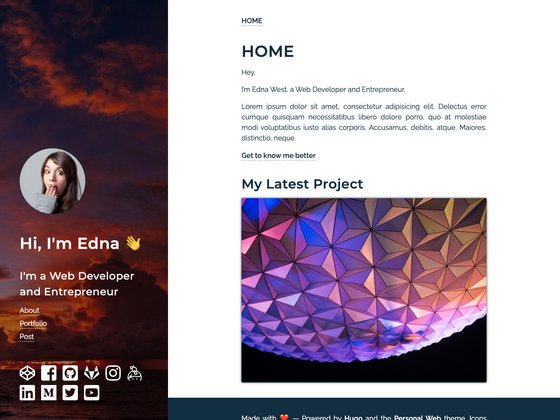 HOME
HOME
Hey,
I'm Edna West, a Web Developer and Entrepreneur.
Lorem ipsum dolor sit amet, consectetur adipisicing elit. Delectus error
cumque quisquam necessitatibus libero dolore porro, quo at molestiae
modi voluptatibus iusto alias corporis. Accusamus, debitis, atque. Maiores,
distinctio, neque.
Get to know me better
My Latest Project
Hi, I'm Edna 👋
I'm a Web Developer
and Entrepreneur
About
Portfolio
Post
Made with ❤️ — Powered by Hugo and the Personal Web theme. Icons